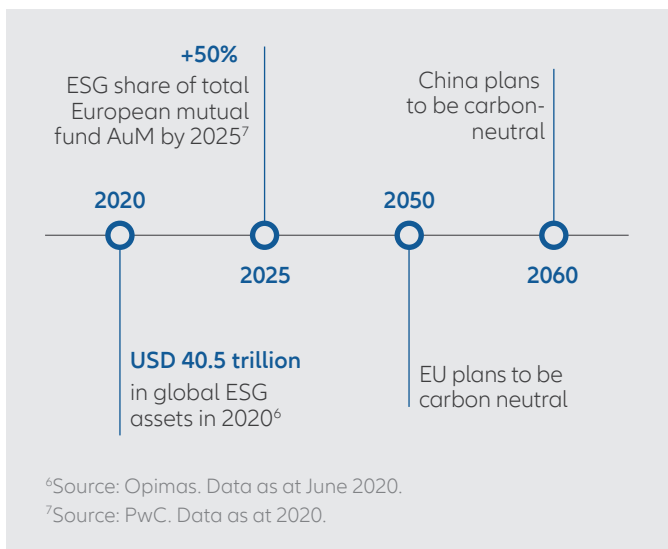 +50%
ESG share of total
European mutual
fund AuM by 2025⁷
China plans
to be carbon-
neutral
2020
2050
2025
2060
USD 40.5 trillion
in global ESG
assets in 2020⁶
EU plans to be
carbon neutral
⁶Source: Opimas. Data as at June 2020.
⁷Source: PwC. Data as at 2020.